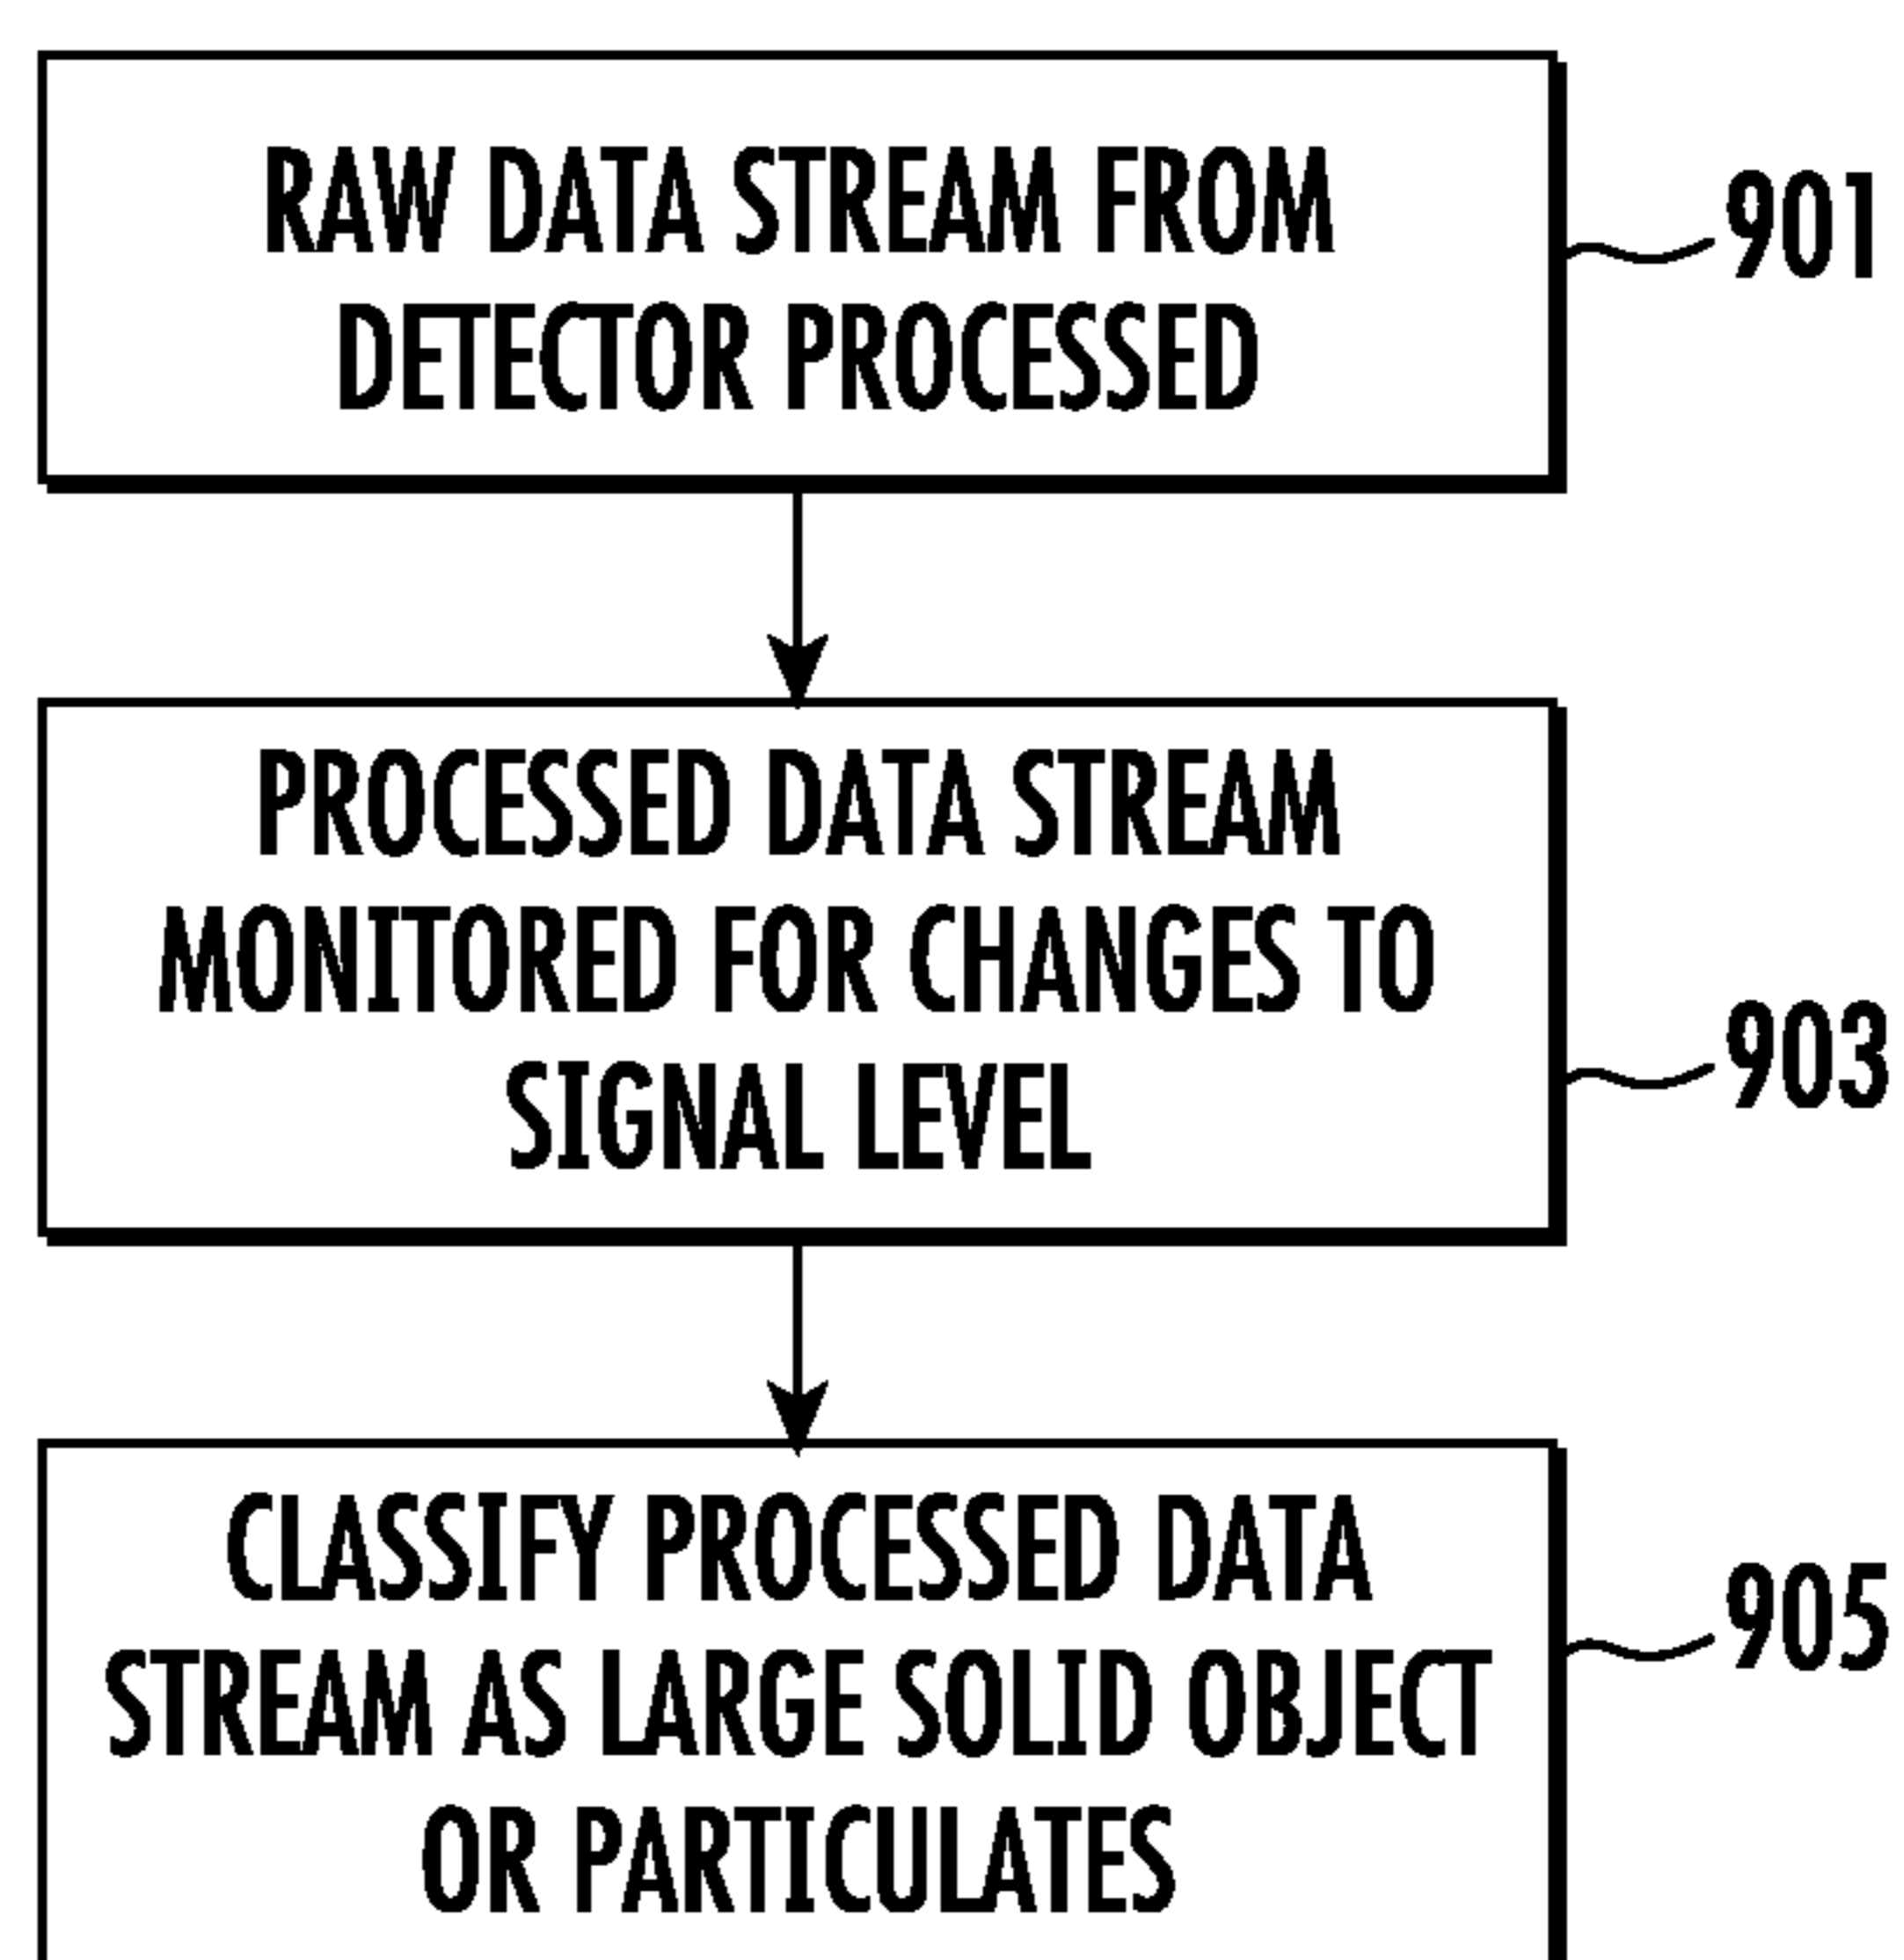 RAW DATA STREAM FROM
DETECTOR PROCESSED
901
PROCESSED DATA STREAM
MONITORED FOR CHANGES TO
SIGNAL LEVEL
903
CLASSIFY PROCESSED DATA
STREAM AS LARGE SOLID OBJECT
OR PARTICULATES
905